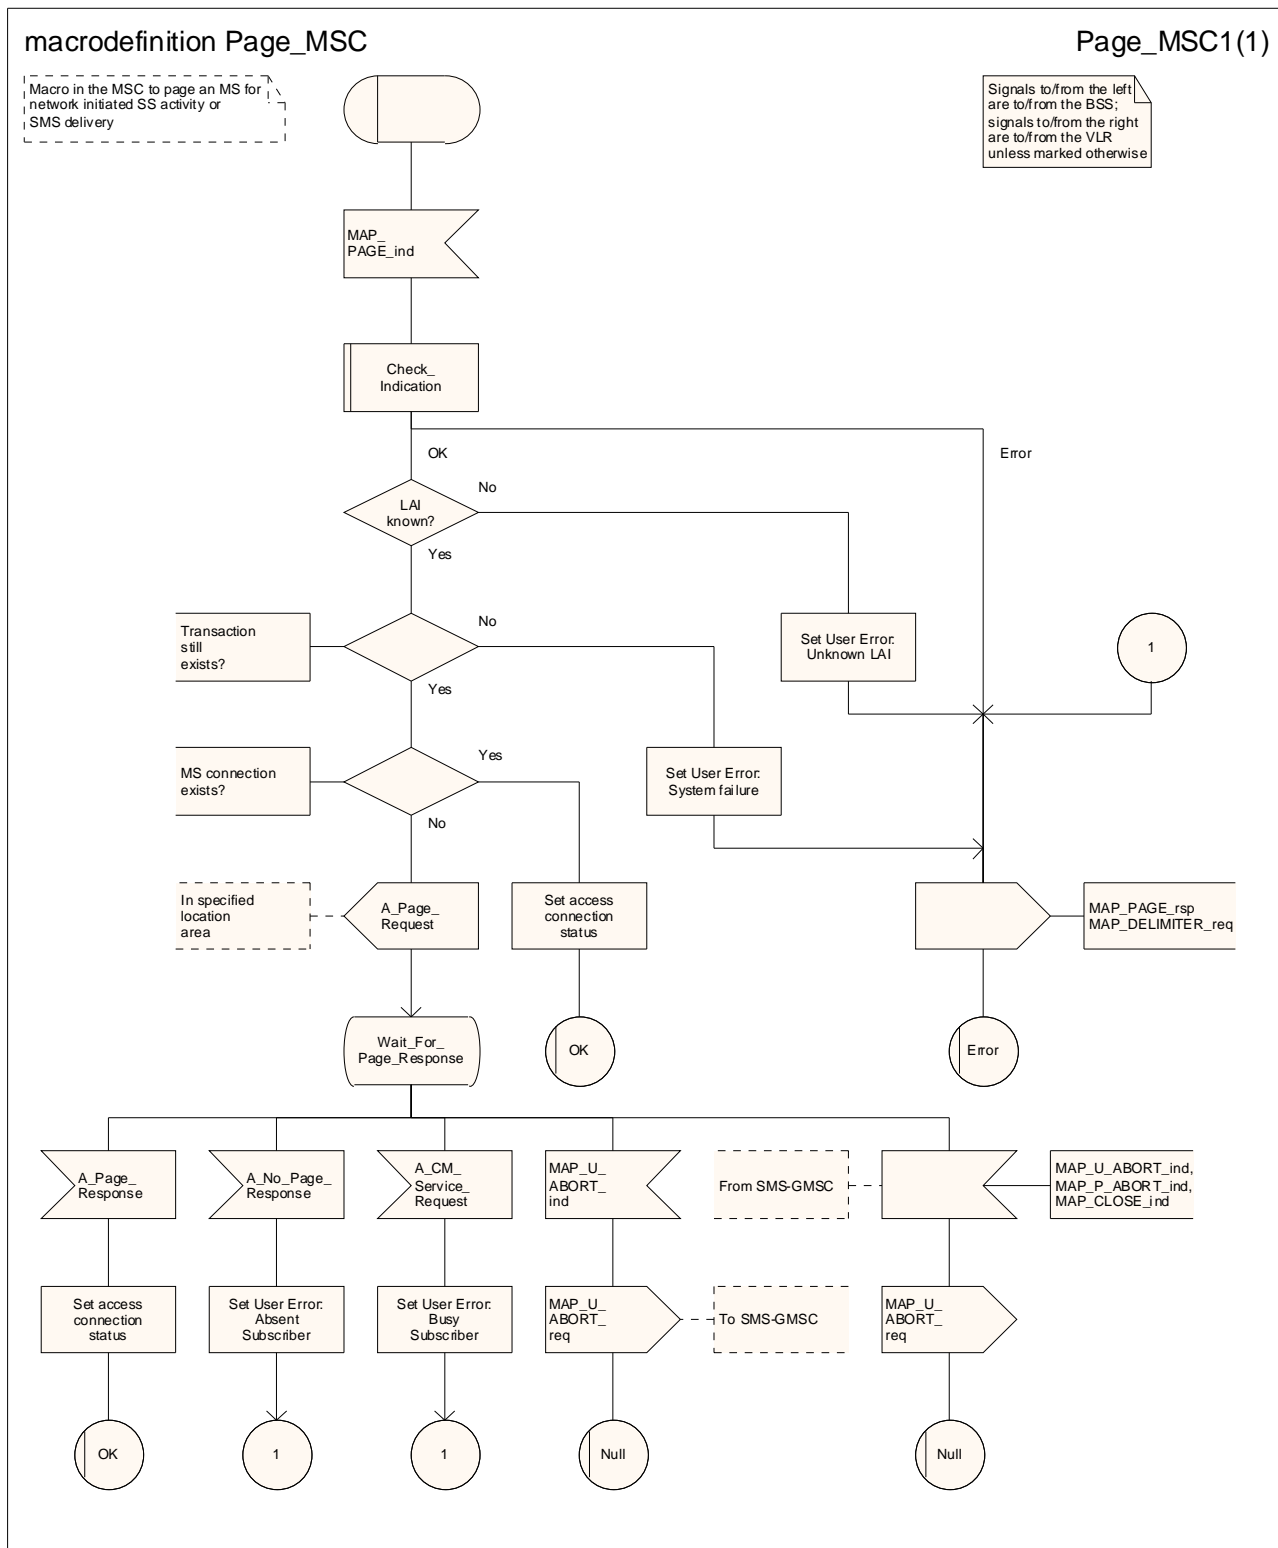 macrodefinition Page_MSC
Page_MSC1(1)
Macro in the MSC to page an MS for
network initiated SS activity or
SMS delivery
Signals to/from the left
are to/from the BSS;
signals to/from the right
are to/from the VLR
unless marked otherwise
MAP_
PAGE_ind
Check_
Indication
OK
Error
LAI
known?
No
Yes
Transaction
still
exists?
No
Yes
Set User Error:
Unknown LAI
1
MS connection
exists?
Yes
No
Set User Error:
System failure
In specified
location
area
A_Page_
Request
Set access
connection
status
MAP_PAGE_rsp
MAP_DELIMITER_req
Wait_For_
Page_Response
OK
Error
A_Page_
Response
A_No_Page_
Response
A_CM_
Service_
Request
MAP_U_
ABORT_
ind
From SMS-GMSC
MAP_U_ABORT_ind,
MAP_P_ABORT_ind,
MAP_CLOSE_ind
Set access
connection
status
Set User Error:
Absent
Subscriber
Set User Error:
Busy
Subscriber
MAP_U_
ABORT_
req
To SMS-GMSC
MAP_U_
ABORT_
req
OK
1
1
Null
Null